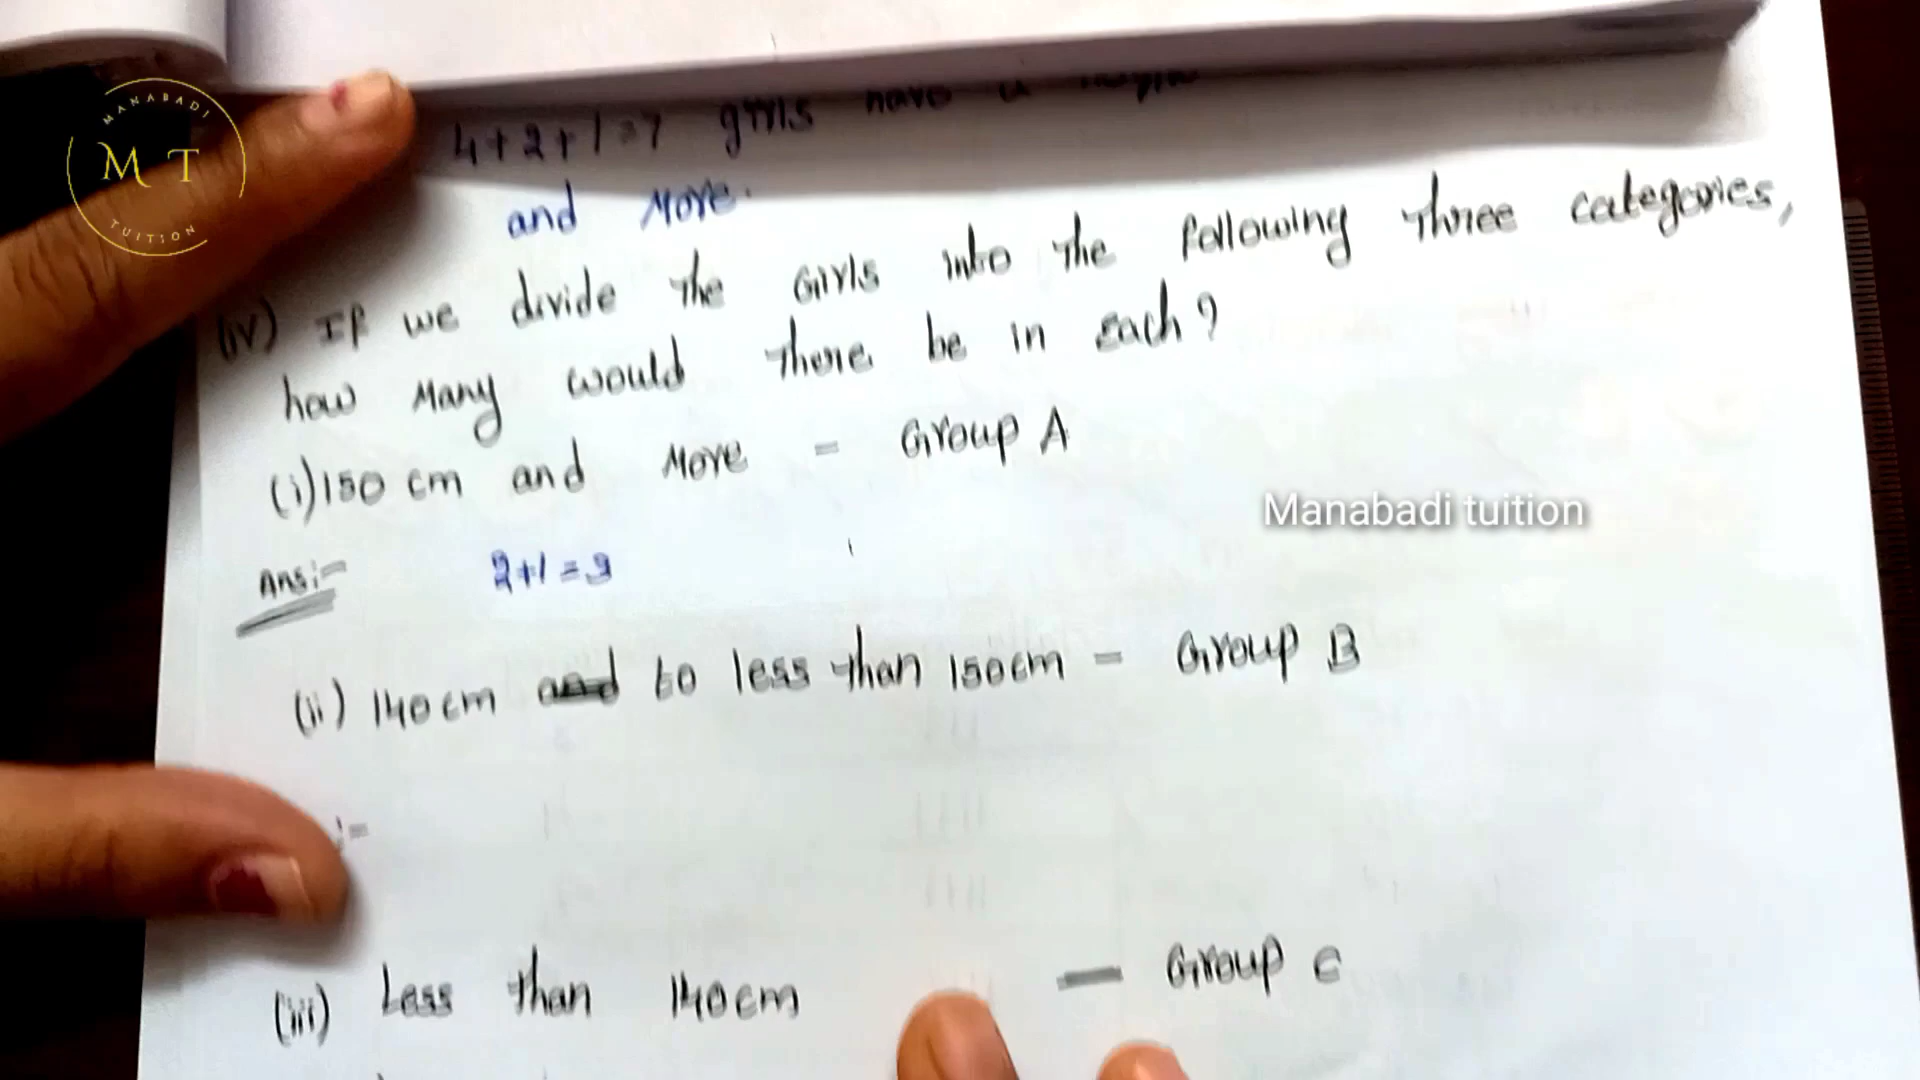 4+2+1=7 girls have a
and More.
(iv) If we divide the Girls into the following three categories,
how Many would there be in each?
(i) 150 cm and More - Group A
Ans:- 2+1=3
(ii) 140cm and to less than 150cm - Group B
:-
(iii) Less than 140cm - Group C
MANABADI
M T
TUITION
Manabadi tuition